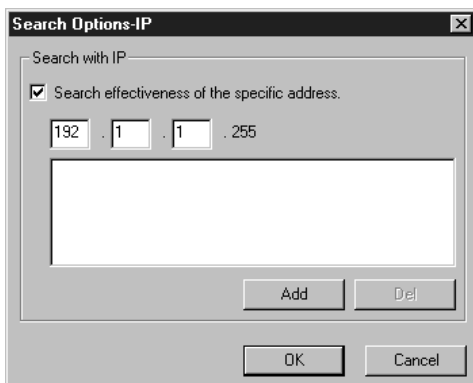 Search Options-IP
Search with IP
Search effectiveness of the specific address.
192 . 1 . 1 . 255
Add Del
OK Cancel